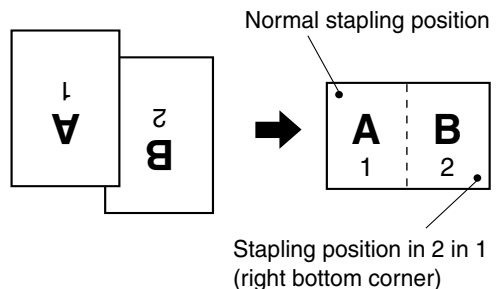 Normal stapling position
A
1
B
2
A
1
B
2
Stapling position in 2 in 1
(right bottom corner)